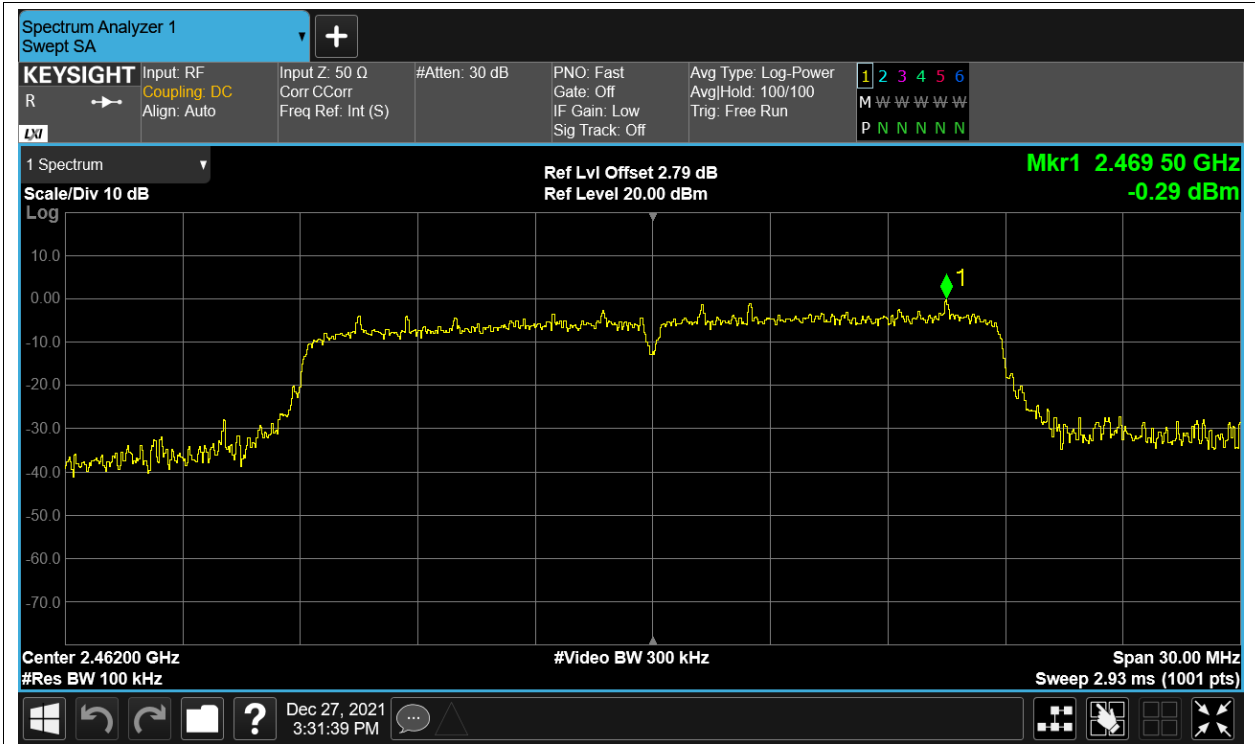 Spectrum Analyzer 1
Swept SA
KEYSIGHT
R
LXI
Input: RF
Coupling: DC
Align: Auto
Input Z: 50 Ω
Corr CCorr
Freq Ref: Int (S)
#Atten: 30 dB
PNO: Fast
Gate: Off
IF Gain: Low
Sig Track: Off
Avg Type: Log-Power
Avg|Hold: 100/100
Trig: Free Run
1 2 3 4 5 6
M W W W W W
P N N N N N
1 Spectrum
Scale/Div 10 dB
Log
Ref Lvl Offset 2.79 dB
Ref Level 20.00 dBm
Mkr1 2.469 50 GHz
-0.29 dBm
1
10.0
0.00
-10.0
-20.0
-30.0
-40.0
-50.0
-60.0
-70.0
Center 2.46200 GHz
#Res BW 100 kHz
#Video BW 300 kHz
Span 30.00 MHz
Sweep 2.93 ms (1001 pts)
?
Dec 27, 2021
3:31:39 PM